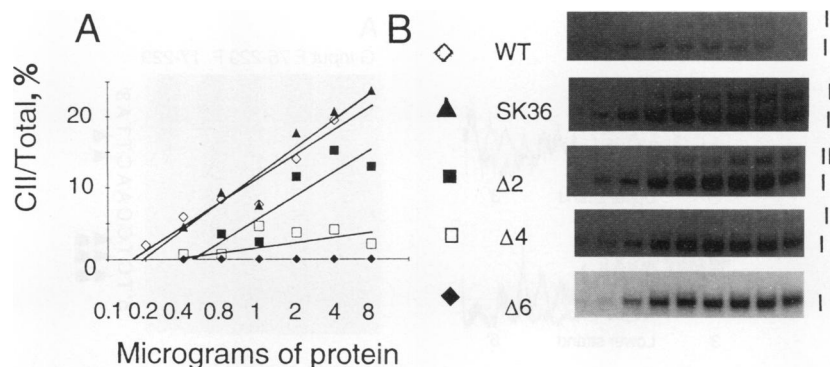 A
CII/Total, %
20
10
0
0.1 0.2 0.4 0.8 1 2 4 8
Micrograms of protein
B
WT
I
I
SK36
I
Δ2
II
I
Δ4
I
I
Δ6
I